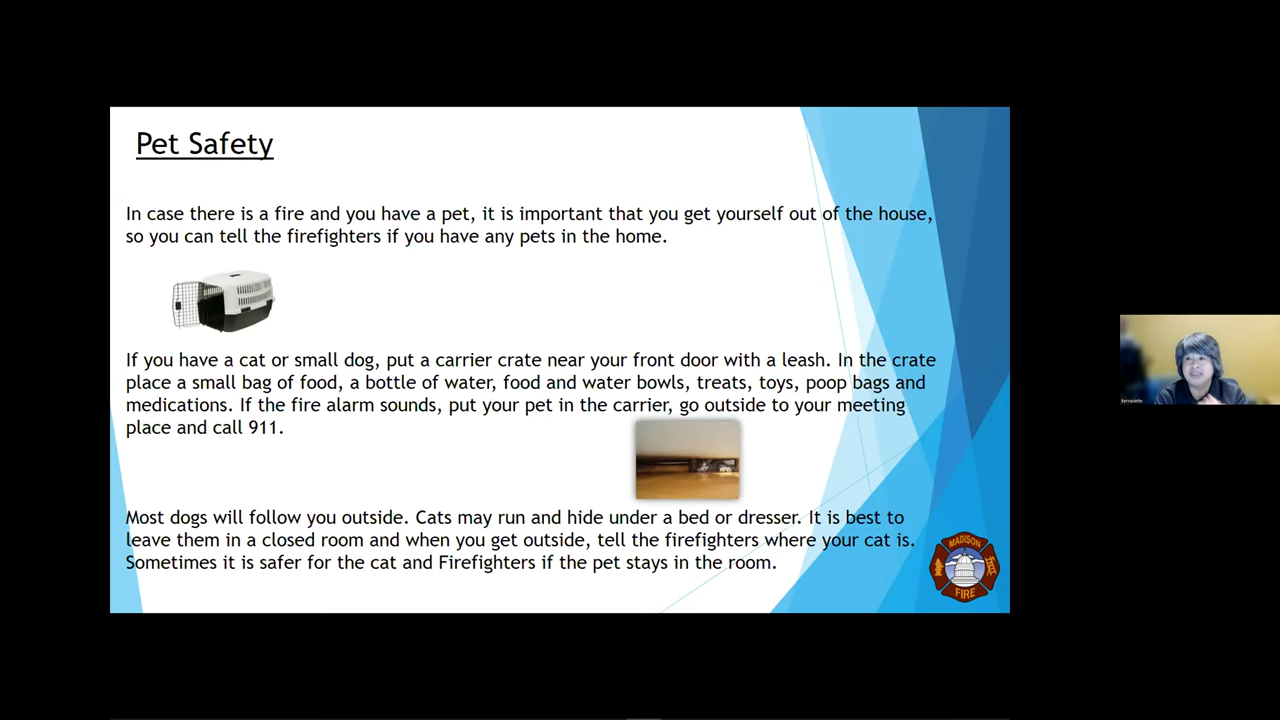 Pet Safety
In case there is a fire and you have a pet, it is important that you get yourself out of the house,
so you can tell the firefighters if you have any pets in the home.
If you have a cat or small dog, put a carrier crate near your front door with a leash. In the crate
place a small bag of food, a bottle of water, food and water bowls, treats, toys, poop bags and
medications. If the fire alarm sounds, put your pet in the carrier, go outside to your meeting
place and call 911.
Most dogs will follow you outside. Cats may run and hide under a bed or dresser. It is best to
leave them in a closed room and when you get outside, tell the firefighters where your cat is.
Sometimes it is safer for the cat and Firefighters if the pet stays in the room.
MADISON
FIRE
Bernadette